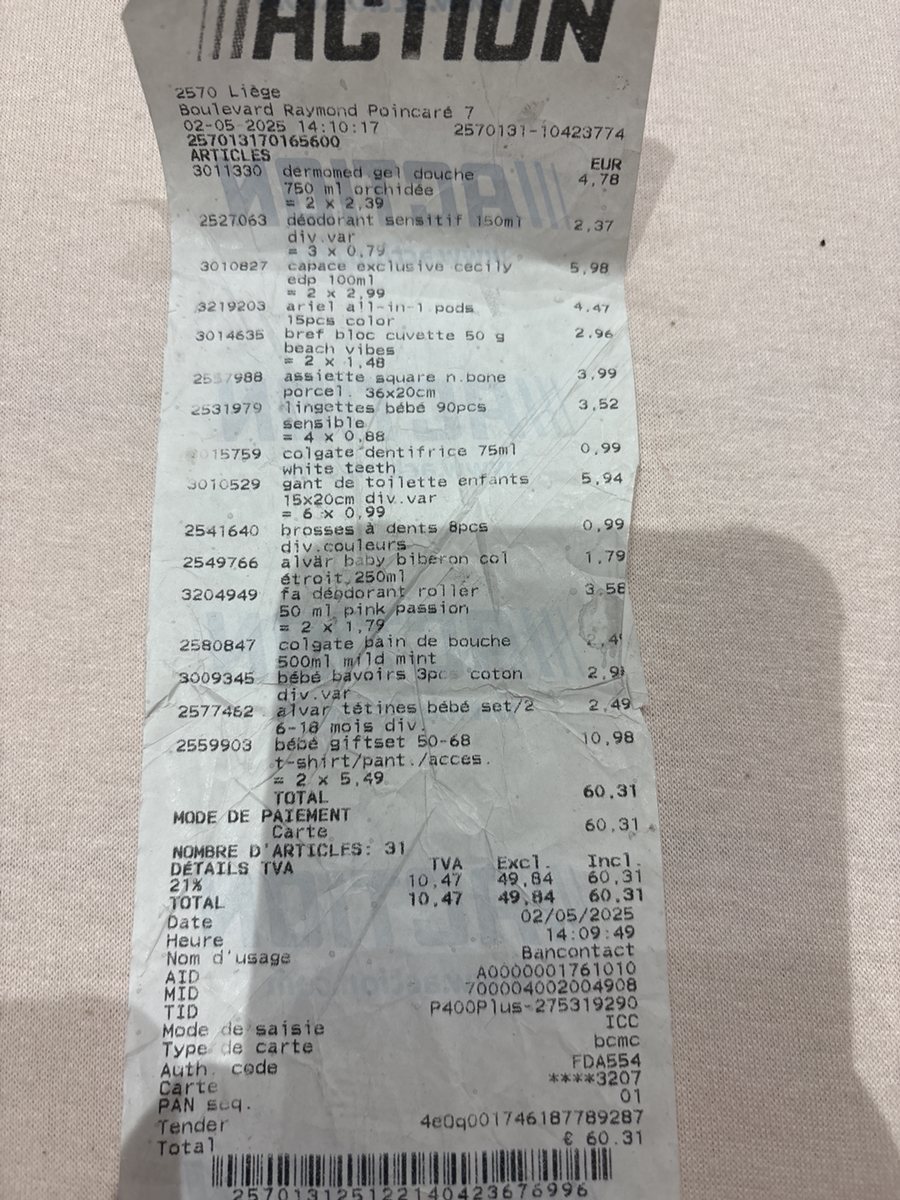 ACTION
2570 Liège
Boulevard Raymond Poincaré 7
02-05-2025 14:10:17 2570131-10423774
257013170165600
ARTICLES EUR
3011330 dermomed gel douche 4,78
750 ml orchidée
= 2 x 2,39
2527063 déodorant sensitif 150ml 2,37
div.var
= 3 x 0,79
3010827 capace exclusive cecily 5,98
edp 100ml
= 2 x 2,99
3219203 ariel all-in-1 pods 4,47
15pcs color
3014635 bref bloc cuvette 50 g 2,96
beach vibes
= 2 x 1,48
assiette square n.bone 3,99
porcel. 36x20cm
2531979 lingettes bébé 90pcs 3,52
sensible
= 4 x 0,88
colgate dentifrice 75ml 0,99
white teeth
3010529 gant de toilette enfants 5,94
15x20cm div.var
= 6 x 0,99
2541640 brosses à dents 8pcs 0,99
div.couleurs
2549766 alvär baby biberon col 1,79
étroit 250ml
3204949 fa déodorant roller 3,58
50 ml pink passion
= 2 x 1,79
2580847 colgate bain de bouche
500ml mild mint
3009345 bébé bavoirs 3pcs coton
div.var
2577462 alvar tétines bébé set/2 2,49
6-18 mois div.
2559903 bébé giftset 50-68 10,98
t-shirt/pant./acces.
= 2 x 5,49
TOTAL 60,31
MODE DE PAIEMENT
Carte 60,31
NOMBRE D'ARTICLES: 31
DÉTAILS TVA TVA Excl. Incl.
21% 10,47 49,84 60,31
TOTAL 10,47 49,84 60,31
Date 02/05/2025
Heure 14:09:49
Nom d'usage Bancontact
AID A0000001761010
MID 700004002004908
TID P400Plus-275319290
Mode de saisie ICC
Type de carte bcmc
Auth. code FDA554
Carte ****3207
PAN seq. 01
Tender 4e0q001746187789287
Total € 60.31
257013125122140423676996